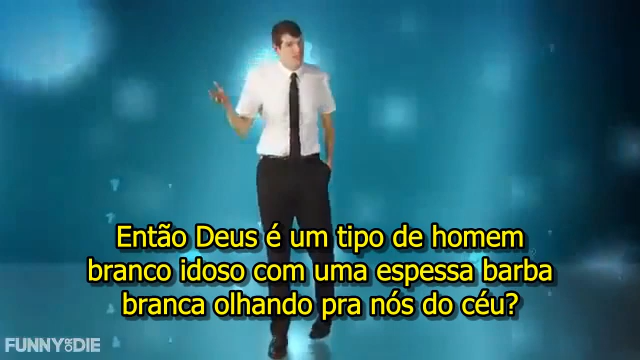 Então Deus é um tipo de homem
branco idoso com uma espessa barba
branca olhando pra nós do céu?
FUNNY OR DIE